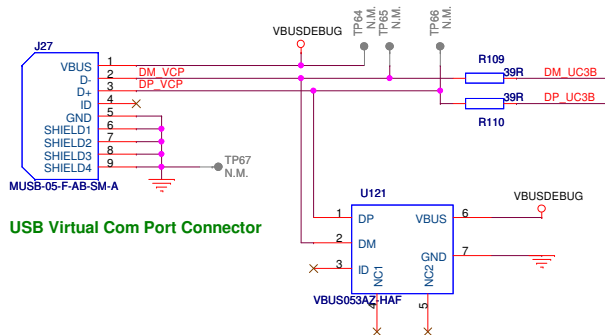 TP64
N.M.
TP65
N.M.
TP66
N.M.
VBUSDEBUG
J27
VBUS 1
D- 2 DM_VCP
D+ 3 DP_VCP
ID 4
GND 5
SHIELD1 6
SHIELD2 7
SHIELD3 8
SHIELD4 9
MUSB-05-F-AB-SM-A
TP67
N.M.
R109
39R DM_UC3B
39R DP_UC3B
R110
USB Virtual Com Port Connector
U121
VBUSDEBUG
1 DP VBUS 6
2 DM
GND 7
3 ID
NC1 NC2
VBUS053AZ-HAF
4 5